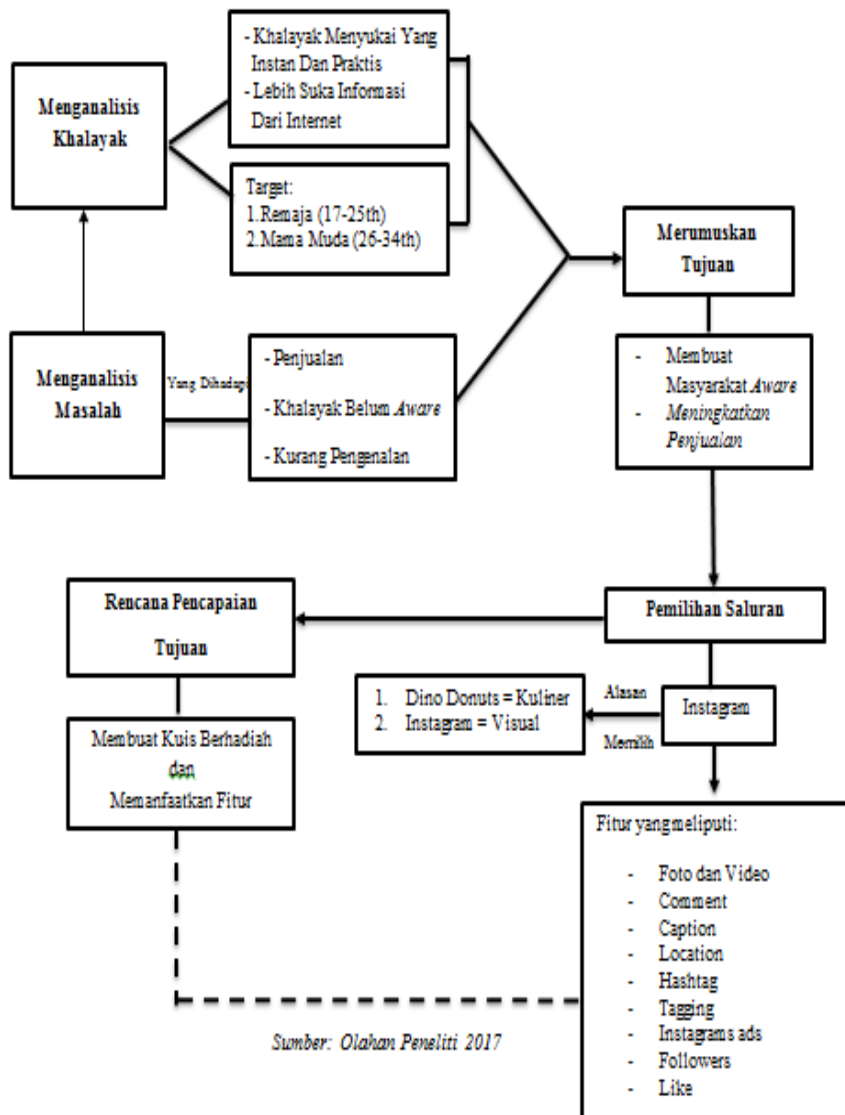 - Khalayak Menyukai Yang
Instan Dan Praktis
- Lebih Suka Informasi
Dari Internet
Menganalisis
Khalayak
Target:
1.Remaja (17-25th)
2.Mama Muda (26-34th)
Merumuskan
Tujuan
Menganalisis
Masalah
Yang Dihadapi
- Penjualan
- Khalayak Belum Aware
- Kurang Pengenalan
- Membuat
Masyarakat Aware
- Meningkatkan
Penjualan
Rencana Pencapaian
Tujuan
Pemilihan Saluran
1. Dino Donuts = Kuliner
2. Instagram = Visual
Alasan
Memilih
Instagram
Membuat Kuis Berhadiah
dan
Memanfaatkan Fitur
Fitur yang meliputi:
- Foto dan Video
- Comment
- Caption
- Location
- Hashtag
- Tagging
- Instagrams ads
- Followers
- Like
Sumber: Olahan Peneliti 2017